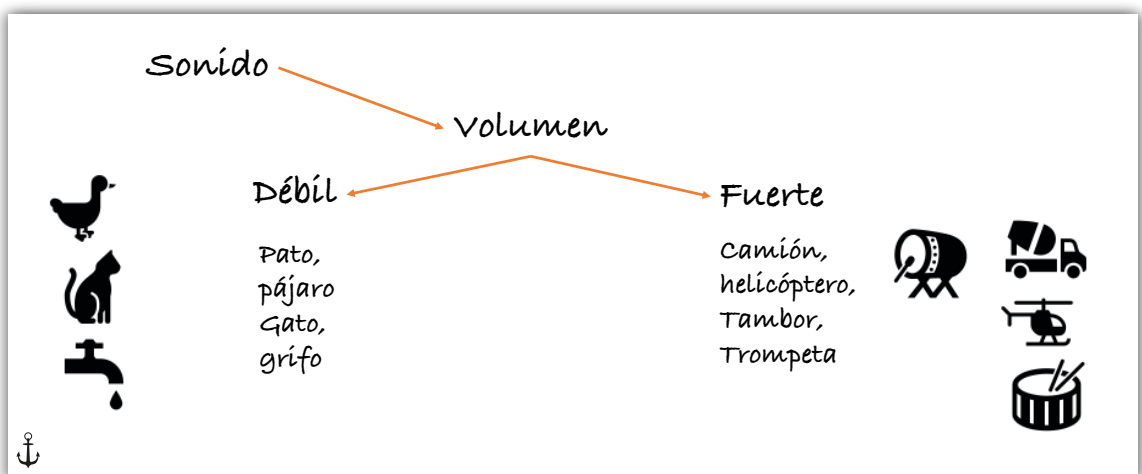 Sonido
Volumen
Débil
Pato,
pájaro
Gato,
grifo
Fuerte
Camión,
helicóptero,
Tambor,
Trompeta